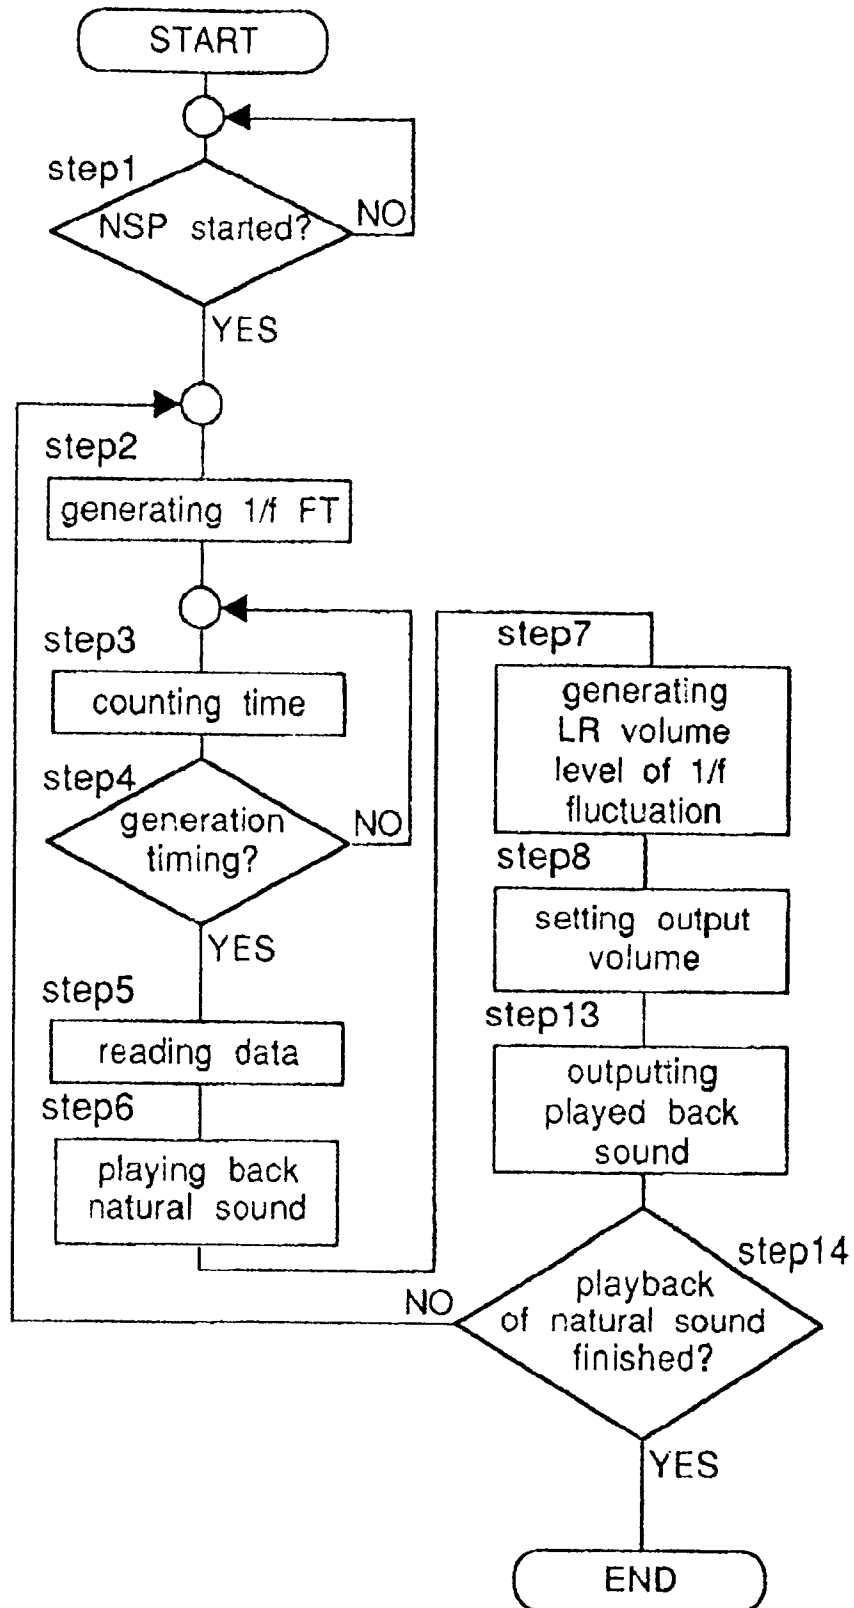 START
step1
NSP started?
NO
YES
step2
generating 1/f FT
step3
counting time
step4
generation
timing?
NO
YES
step5
reading data
step6
playing back
natural sound
step7
generating
LR volume
level of 1/f
fluctuation
step8
setting output
volume
step13
outputting
played back
sound
step14
playback
of natural sound
finished?
NO
YES
END